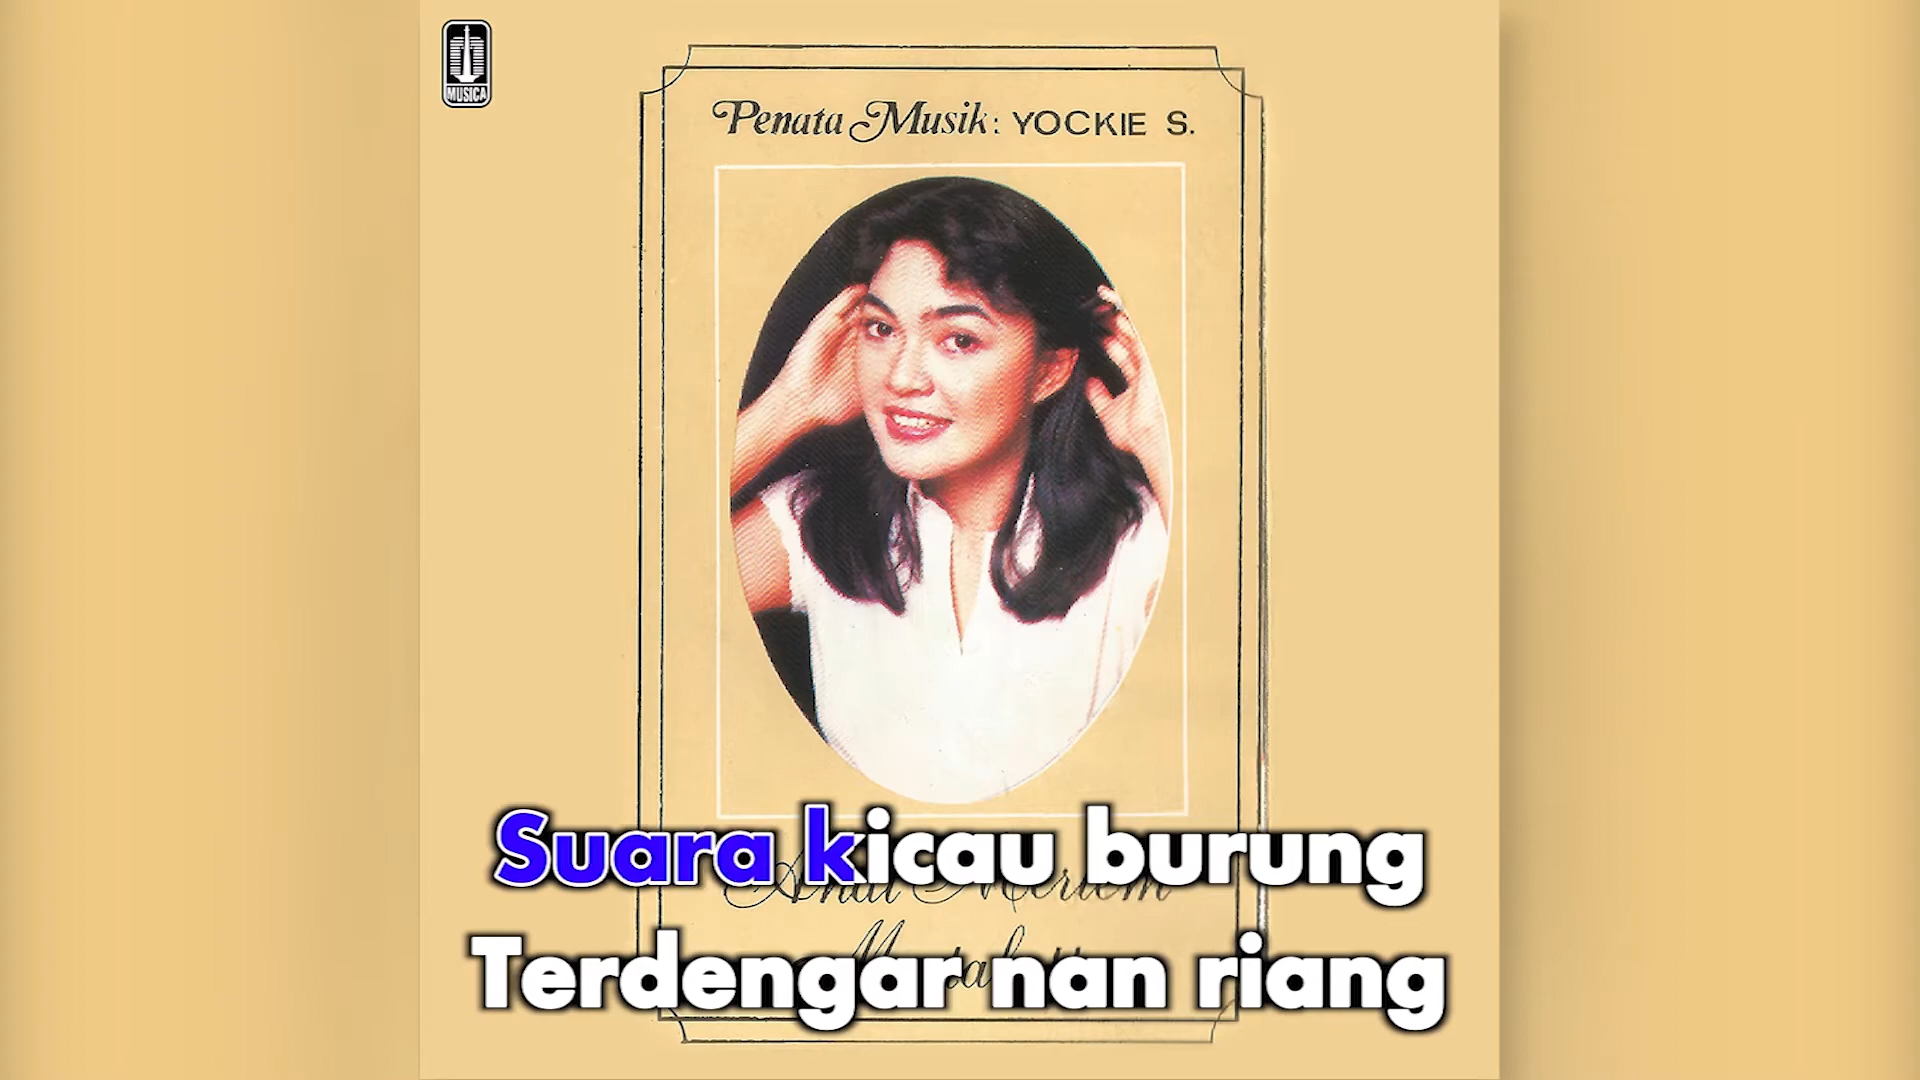 MUSICA
Penata Musik: YOCKIE S.
Suara kicau burung
Terdengar nan riang